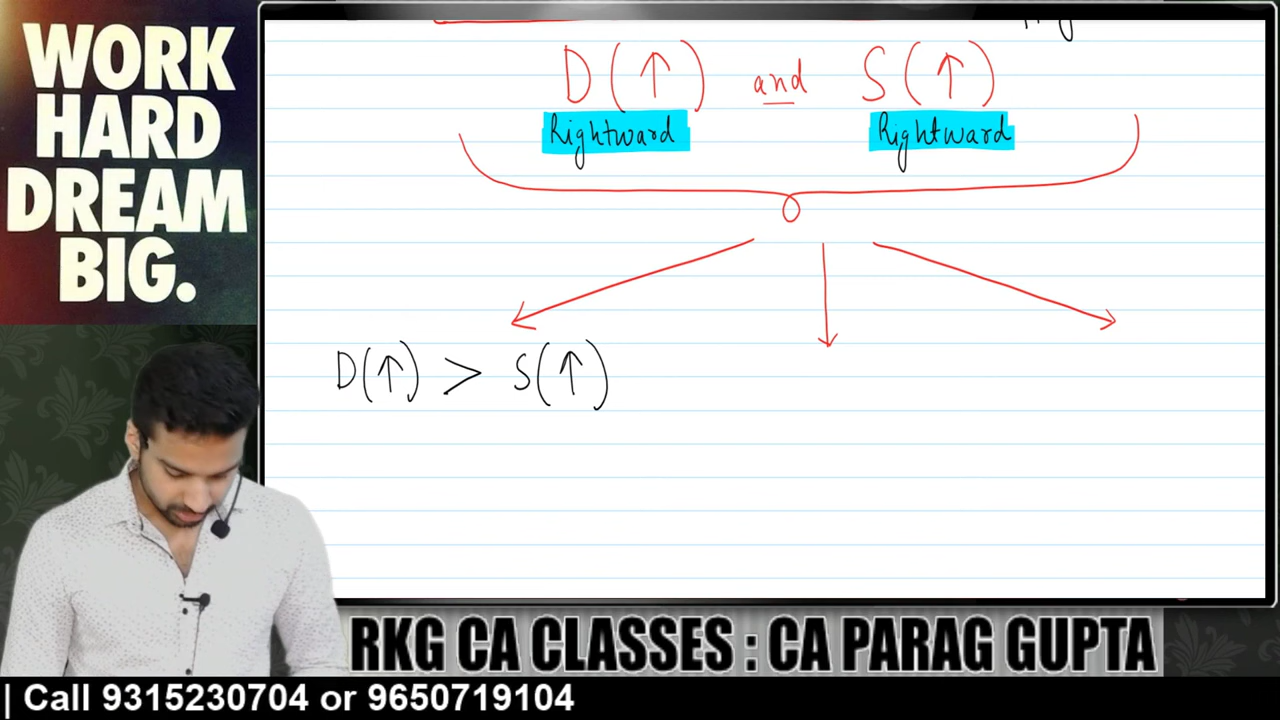 WORK
HARD
DREAM
BIG.
D(↑) and S(↑)
Rightward Rightward
D(↑) > S(↑)
RKG CA CLASSES : CA PARAG GUPTA
| Call 9315230704 or 9650719104